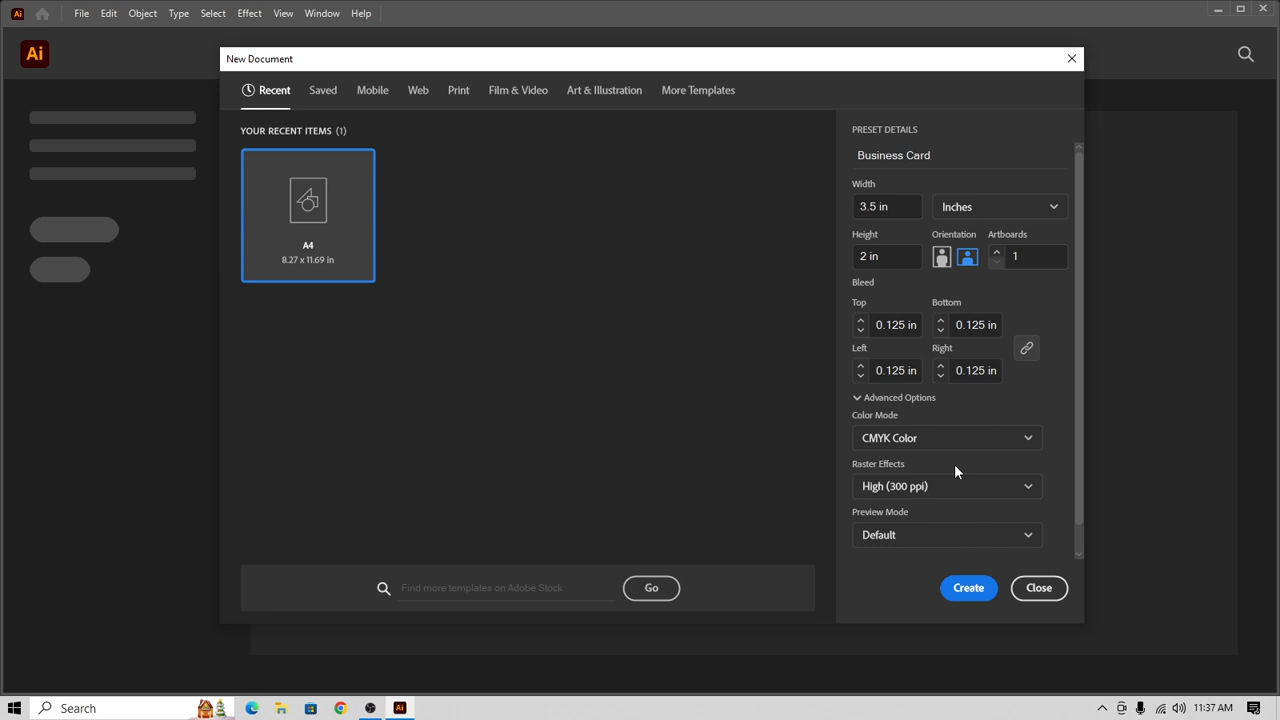 Ai File Edit Object Type Select Effect View Window Help
Ai
New Document
Recent Saved Mobile Web Print Film & Video Art & Illustration More Templates
YOUR RECENT ITEMS (1)
A4
8.27 x 11.69 in
PRESET DETAILS
Business Card
Width
3.5 in Inches
Height Orientation Artboards
2 in 1
Bleed
Top Bottom
0.125 in 0.125 in
Left Right
0.125 in 0.125 in
Advanced Options
Color Mode
CMYK Color
Raster Effects
High (300 ppi)
Preview Mode
Default
Find more templates on Adobe Stock Go
Create Close
Search Ai 11:37 AM